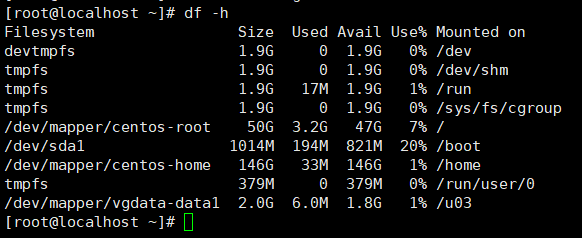 [root@localhost ~]# df -h
Filesystem Size Used Avail Use% Mounted on
devtmpfs 1.9G 0 1.9G 0% /dev
tmpfs 1.9G 0 1.9G 0% /dev/shm
tmpfs 1.9G 17M 1.9G 1% /run
tmpfs 1.9G 0 1.9G 0% /sys/fs/cgroup
/dev/mapper/centos-root 50G 3.2G 47G 7% /
/dev/sda1 1014M 194M 821M 20% /boot
/dev/mapper/centos-home 146G 33M 146G 1% /home
tmpfs 379M 0 379M 0% /run/user/0
/dev/mapper/vgdata-data1 2.0G 6.0M 1.8G 1% /u03
[root@localhost ~]#